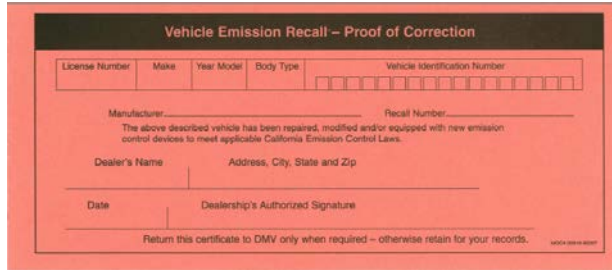 Vehicle Emission Recall – Proof of Correction
License Number Make Year Model Body Type Vehicle Identification Number
Manufacturer Recall Number
The above described vehicle has been repaired, modified and/or equipped with new emission
control devices to meet applicable California Emission Control Laws.
Dealer's Name Address, City, State and Zip
Date Dealership's Authorized Signature
Return this certificate to DMV only when required – otherwise retain for your records.